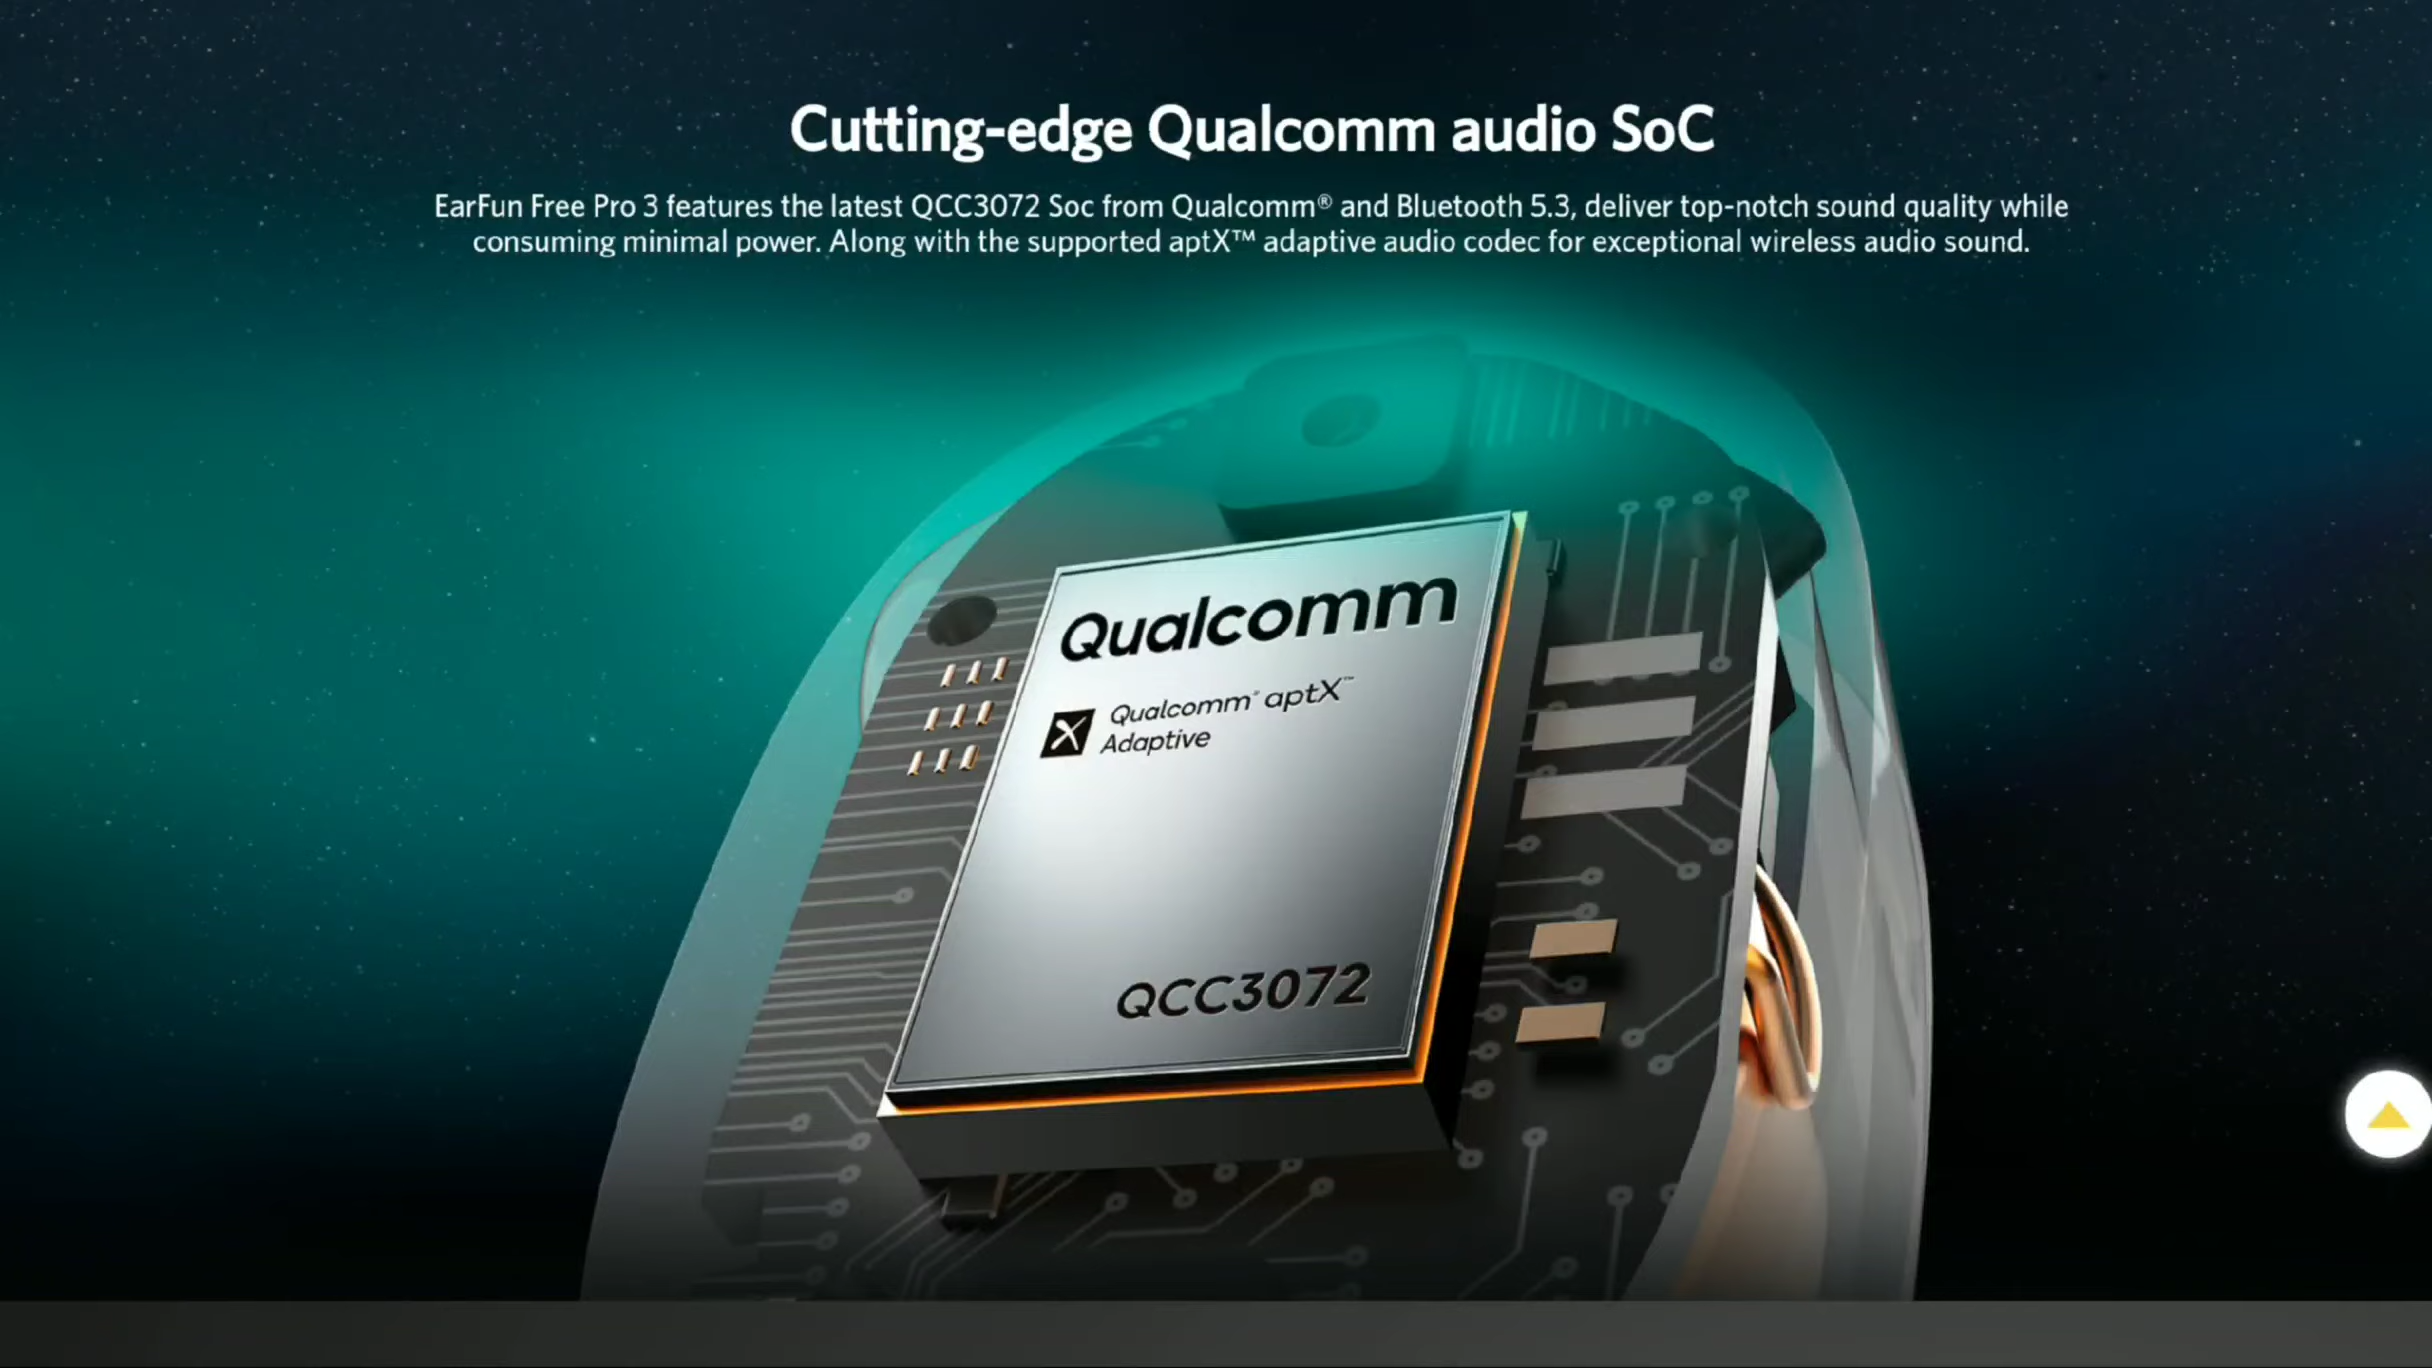 Cutting-edge Qualcomm audio SoC
EarFun Free Pro 3 features the latest QCC3072 Soc from Qualcomm® and Bluetooth 5.3, deliver top-notch sound quality while
consuming minimal power. Along with the supported aptX™ adaptive audio codec for exceptional wireless audio sound.
Qualcomm
Qualcomm® aptX™
Adaptive
QCC3072